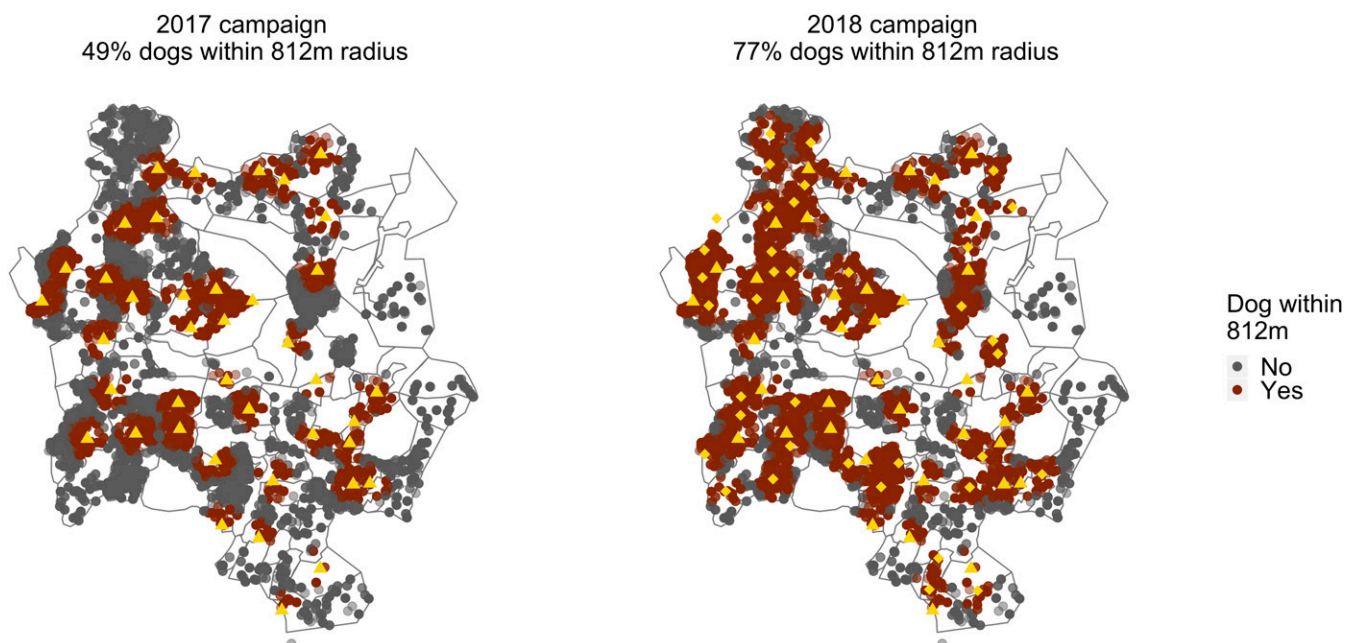 2017 campaign
49% dogs within 812m radius
2018 campaign
77% dogs within 812m radius
Dog within
812m
No
Yes